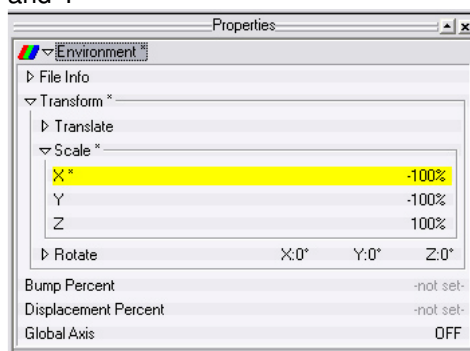 Properties
Environment *
File Info
Transform *
Translate
Scale *
X * -100%
Y -100%
Z 100%
Rotate X:0° Y:0° Z:0°
Bump Percent -not set-
Displacement Percent -not set-
Global Axis OFF